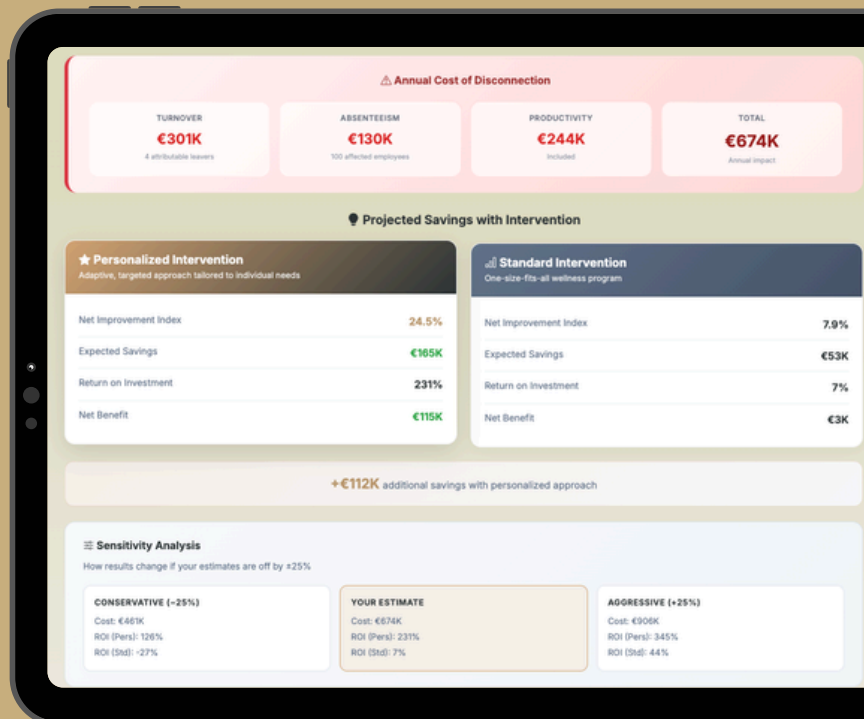 Annual Cost of Disconnection
TURNOVER
€301K
4 attributable leavers
ABSENTEEISM
€130K
100 affected employees
PRODUCTIVITY
€244K
Included
TOTAL
€674K
Annual impact
Projected Savings with Intervention
Personalized Intervention
Adaptive, targeted approach tailored to individual needs
Net Improvement Index 24.5%
Expected Savings €165K
Return on Investment 231%
Net Benefit €115K
Standard Intervention
One-size-fits-all wellness program
Net Improvement Index 7.9%
Expected Savings €53K
Return on Investment 7%
Net Benefit €3K
+€112K additional savings with personalized approach
Sensitivity Analysis
How results change if your estimates are off by ±25%
CONSERVATIVE (−25%)
Cost: €461K
ROI (Pers): 126%
ROI (Std): -27%
YOUR ESTIMATE
Cost: €674K
ROI (Pers): 231%
ROI (Std): 7%
AGGRESSIVE (+25%)
Cost: €906K
ROI (Pers): 345%
ROI (Std): 44%